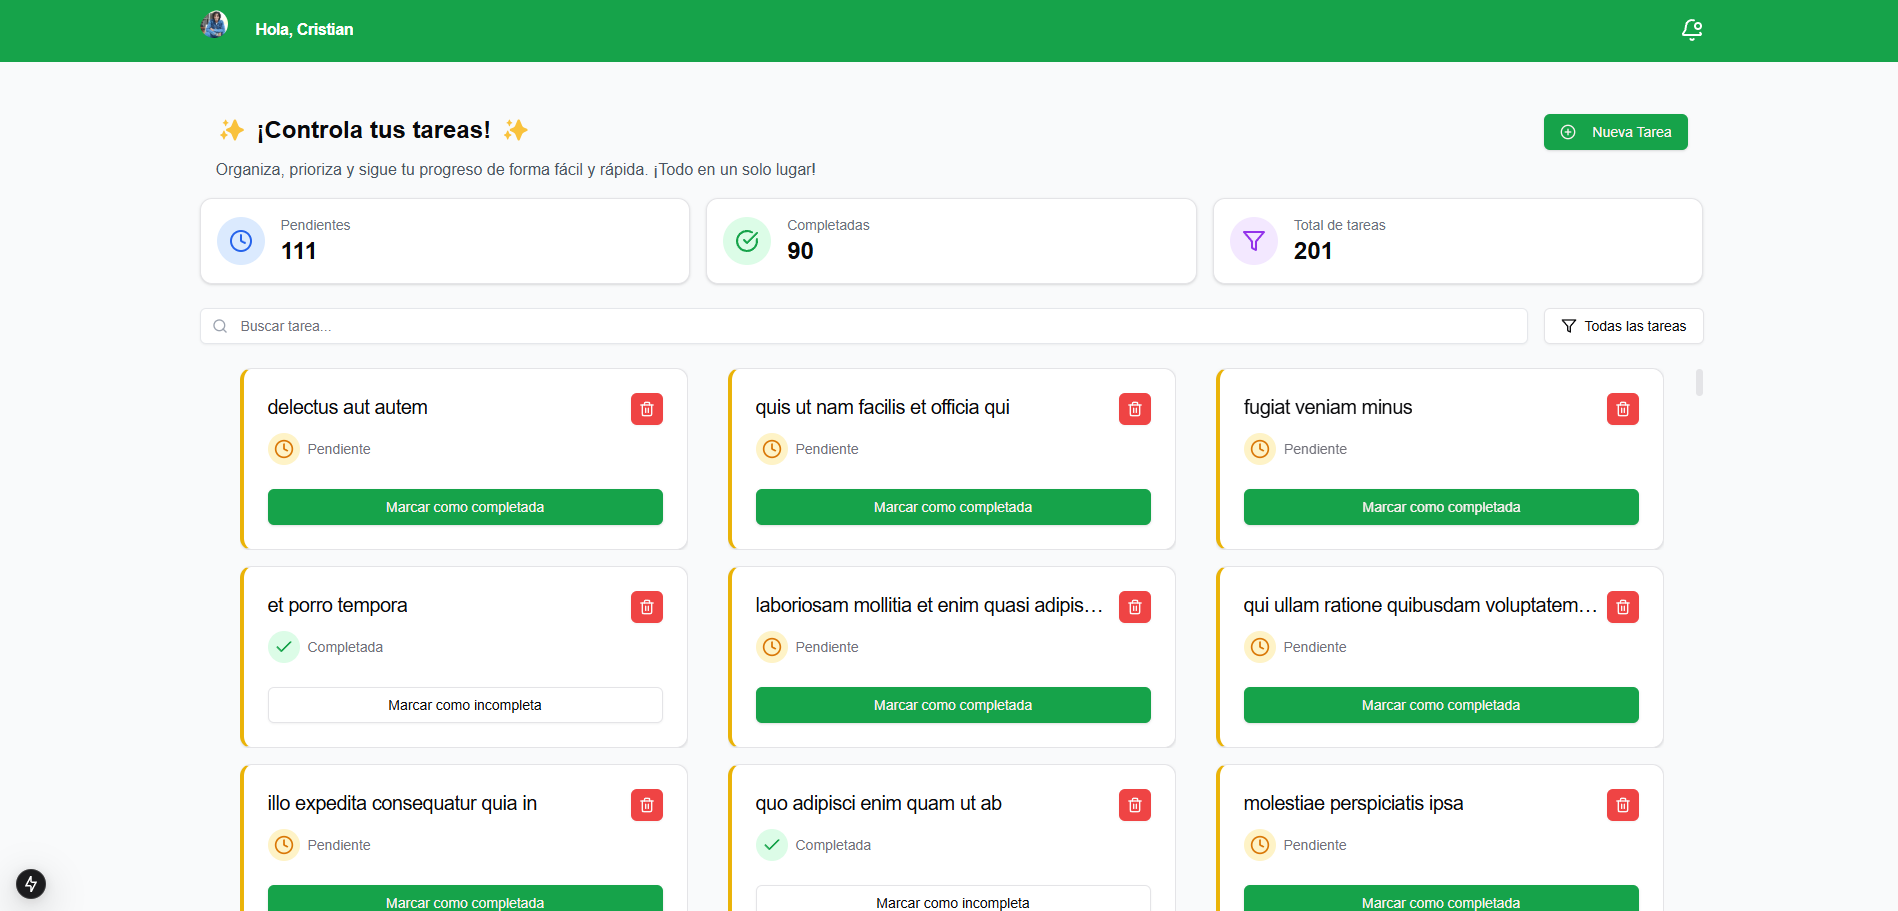 Hola, Cristian
✨ ¡Controla tus tareas! ✨
Nueva Tarea
Organiza, prioriza y sigue tu progreso de forma fácil y rápida. ¡Todo en un solo lugar!
Pendientes
111
Completadas
90
Total de tareas
201
Buscar tarea...
Todas las tareas
delectus aut autem
Pendiente
Marcar como completada
quis ut nam facilis et officia qui
Pendiente
Marcar como completada
fugiat veniam minus
Pendiente
Marcar como completada
et porro tempora
Completada
Marcar como incompleta
laboriosam mollitia et enim quasi adipis…
Pendiente
Marcar como completada
qui ullam ratione quibusdam voluptatem…
Pendiente
Marcar como completada
illo expedita consequatur quia in
Pendiente
Marcar como completada
quo adipisci enim quam ut ab
Completada
Marcar como incompleta
molestiae perspiciatis ipsa
Pendiente
Marcar como completada